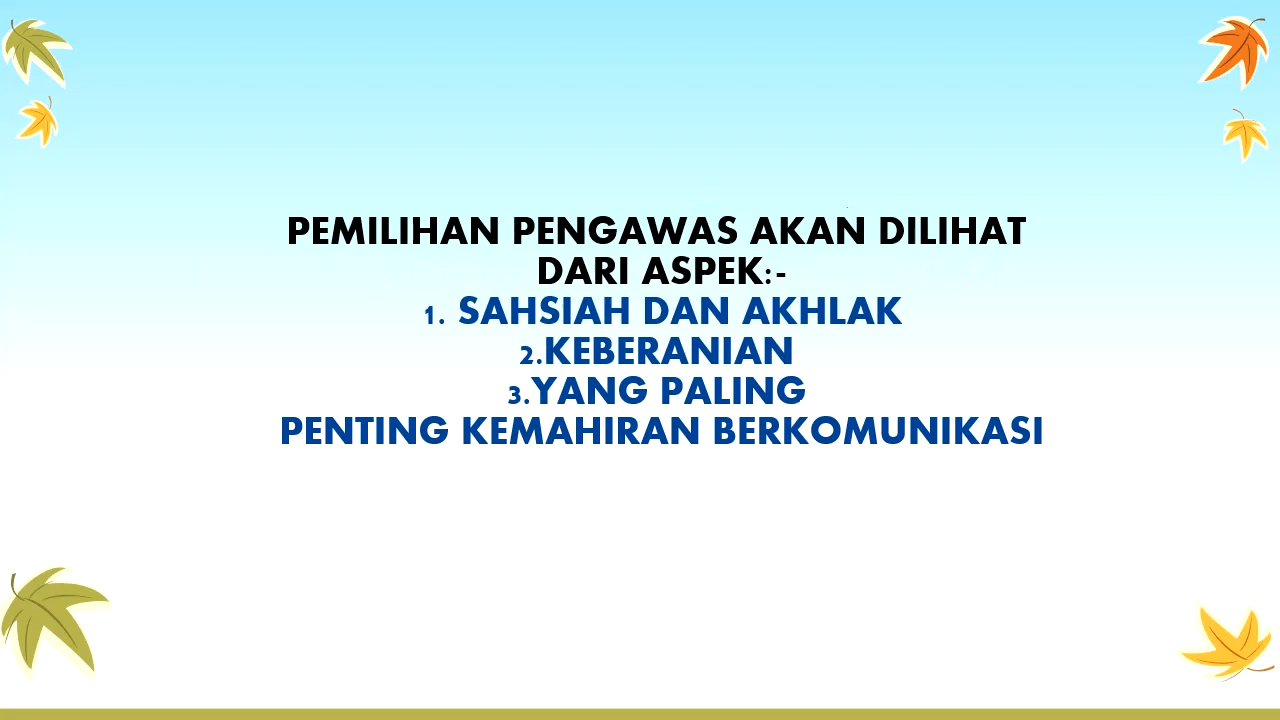 PEMILIHAN PENGAWAS AKAN DILIHAT
DARI ASPEK:-
1. SAHSIAH DAN AKHLAK
2.KEBERANIAN
3.YANG PALING
PENTING KEMAHIRAN BERKOMUNIKASI